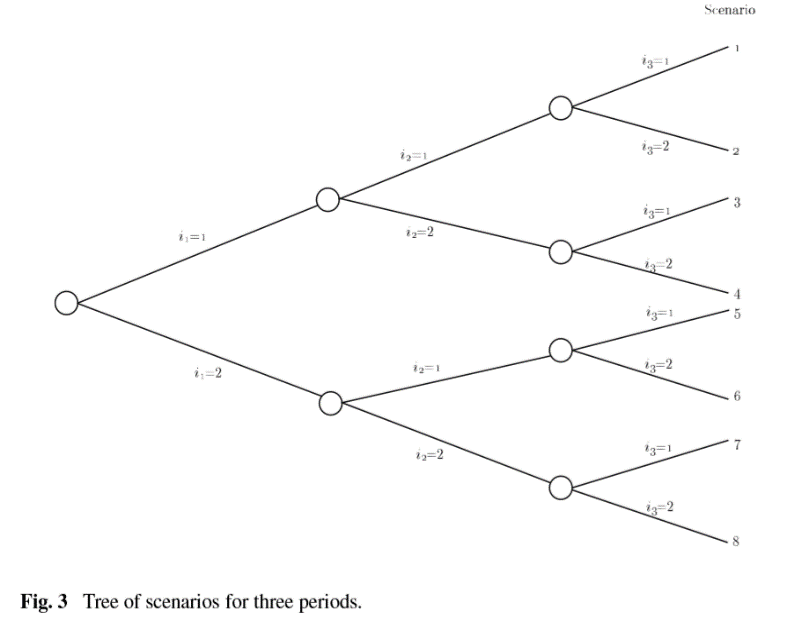 Scenario
1
i₃=1
i₃=2
2
i₂=1
i₃=1
3
i₁=1
i₂=2
i₃=2
4
i₃=1
5
i₁=2
i₂=1
i₃=2
6
i₂=2
i₃=1
7
i₃=2
8
Fig. 3 Tree of scenarios for three periods.